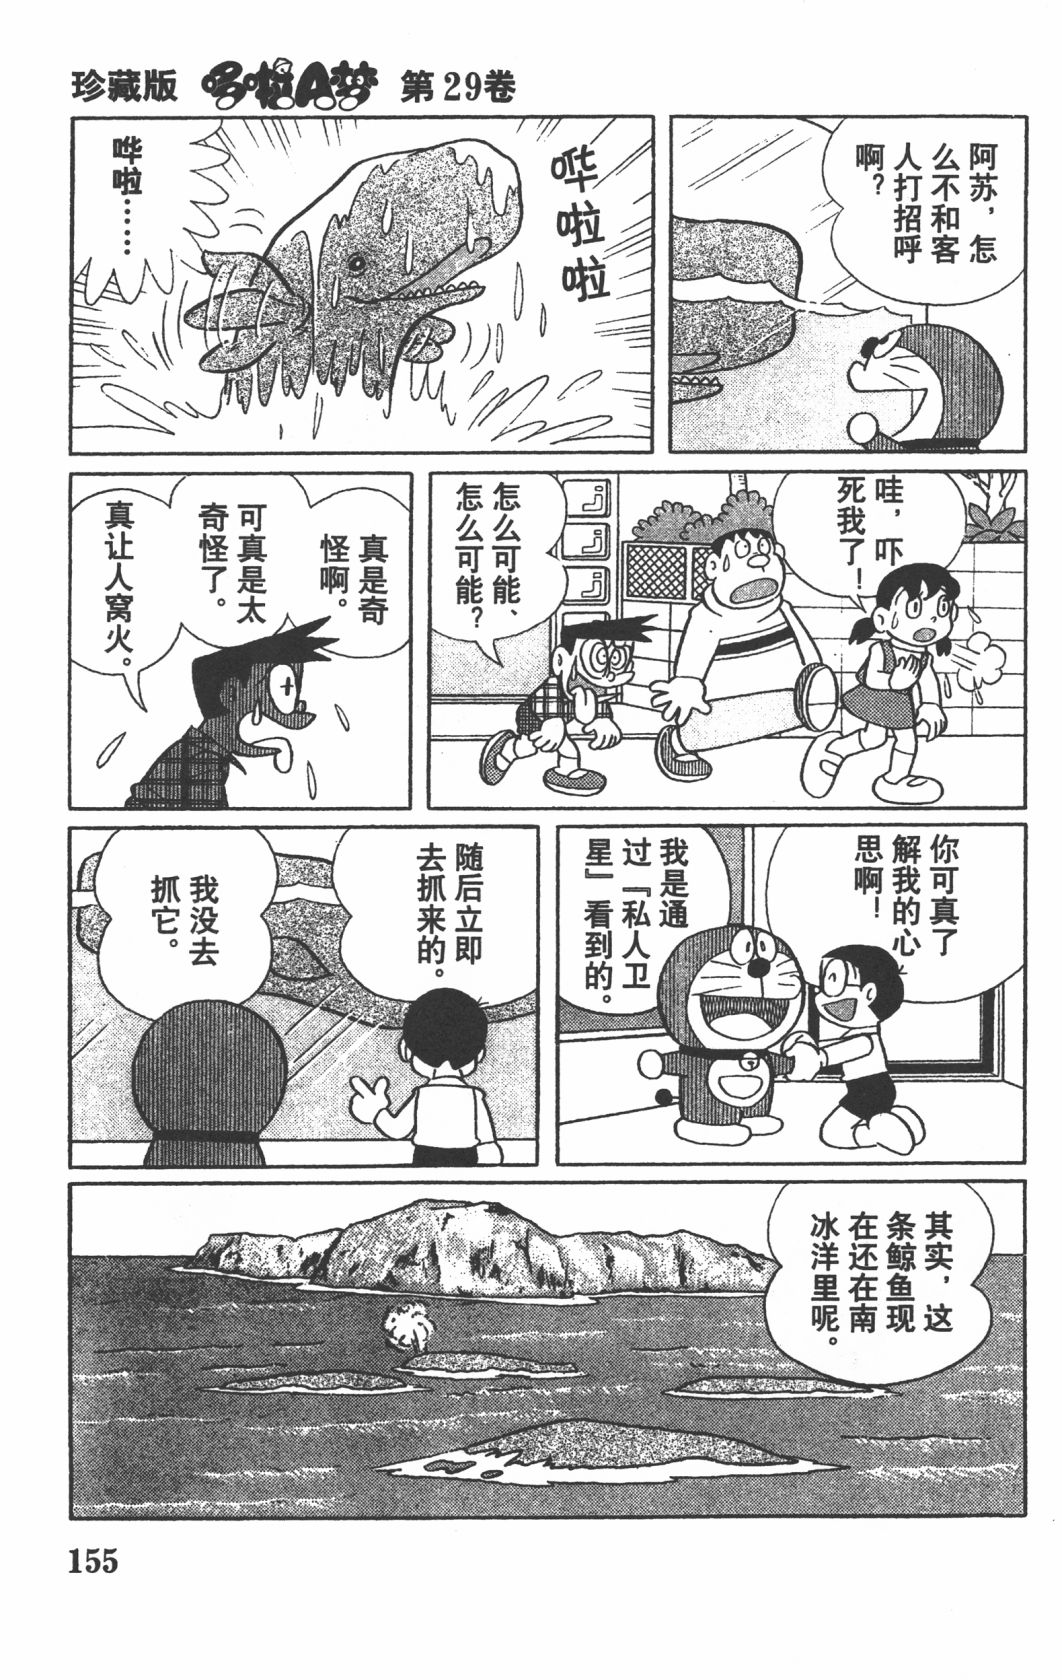 珍藏版 哆啦A梦 第29卷
阿苏，怎
么不和客
人打招呼
啊？
哗啦啦
哗啦……
哇，吓
死我了！
怎么可能、
怎么可能？
真是奇
怪啊。
可真是太
奇怪了。
真让人窝火。
你可真了
解我的心
思啊！
我是通
过『私人卫
星』看到的。
随后立即
去抓来的。
我没去
抓它。
其实，这
条鲸鱼现
在还在南
冰洋里呢。
155